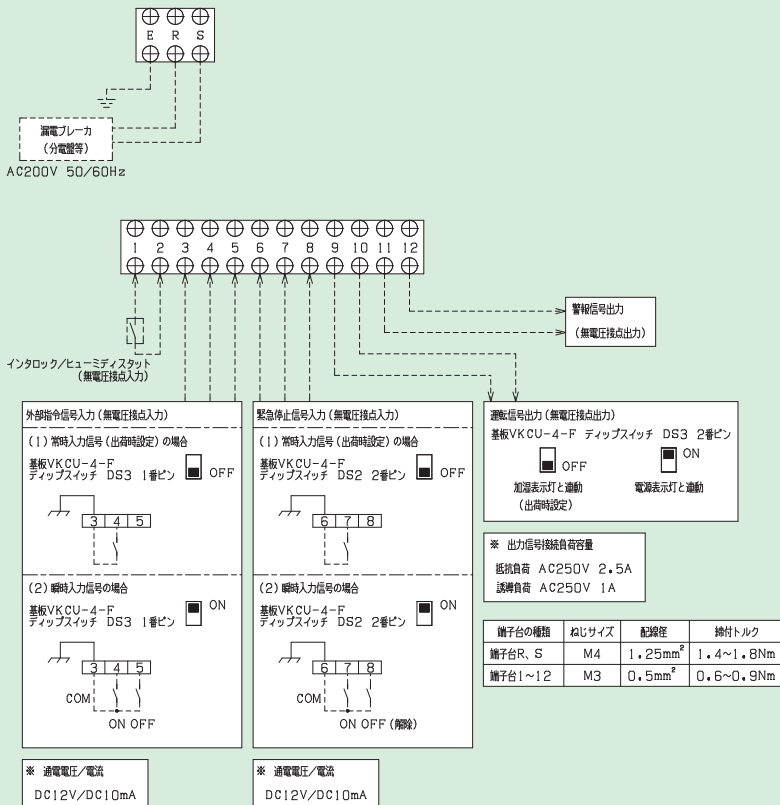 E R S
漏電ブレーカ
(分電盤等)
AC200V 50/60Hz
1 2 3 4 5 6 7 8 9 10 11 12
インタロック/ヒューミディスタット
(無電圧接点入力)
警報信号出力
(無電圧接点出力)
外部指令信号入力(無電圧接点入力)
(1)常時入力信号(出荷時設定)の場合
基板VKCU-4-F
ディップスイッチ DS3 1番ピン
OFF
3 4 5
(2)瞬時入力信号の場合
基板VKCU-4-F
ディップスイッチ DS3 1番ピン
ON
3 4 5
COM
ON OFF
※ 通電電圧/電流
DC12V/DC10mA
緊急停止信号入力(無電圧接点入力)
(1)常時入力信号(出荷時設定)の場合
基板VKCU-4-F
ディップスイッチ DS2 2番ピン
OFF
6 7 8
(2)瞬時入力信号の場合
基板VKCU-4-F
ディップスイッチ DS2 2番ピン
ON
6 7 8
COM
ON OFF(解除)
※ 通電電圧/電流
DC12V/DC10mA
運転信号出力(無電圧接点出力)
基板VKCU-4-F ディップスイッチ DS3 2番ピン
OFF
ON
加湿表示灯と連動
(出荷時設定)
電源表示灯と連動
※ 出力信号接続負荷容量
抵抗負荷 AC250V 2.5A
誘導負荷 AC250V 1A
端子台の種類 ねじサイズ 配線径 締付トルク
端子台R、S M4 1.25mm² 1.4~1.8Nm
端子台1~12 M3 0.5mm² 0.6~0.9Nm